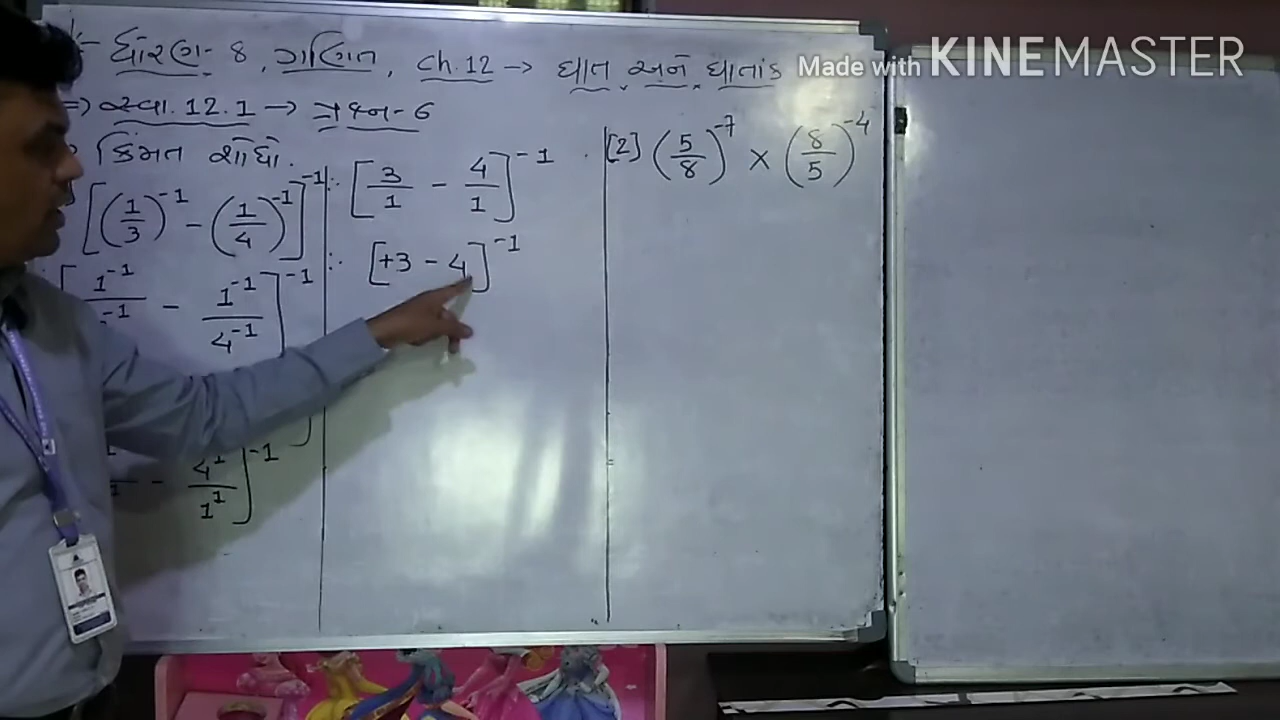 ધોરણ- 8 , ગણિત , ch.12 → ઘાત અને ઘાતાંક
⇒ સ્વા.12.1 → પ્રશ્ન-6
કિંમત શોધો.
[(1/3)^-1 - (1/4)^-1]^-1
1^-1 / ^-1 - 1^-1 / 4^-1]^-1
- 4^1 / 1^1]^-1
∴ [3/1 - 4/1]^-1
∴ [+3 - 4]^-1
[2] (5/8)^-7 × (8/5)^-4
Made with KINEMASTER